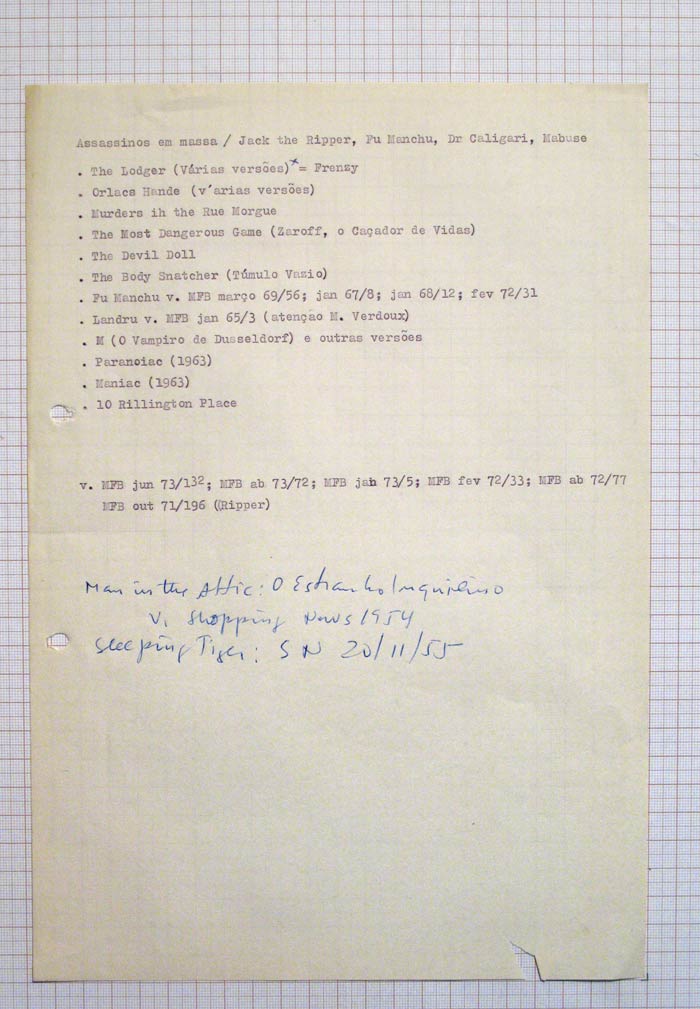 Assassinos em massa / Jack the Ripper, Fu Manchu, Dr Caligari, Mabuse
. The Lodger (Várias versões)x = Frenzy
. Orlacs Hande (v´arias versões)
. Murders ih the Rue Morgue
. The Most Dangerous Game (Zaroff, o Caçador de Vidas)
. The Devil Doll
. The Body Snatcher (Túmulo Vazio)
. Fu Manchu v. MFB março 69/56; jan 67/8; jan 68/12; fev 72/31
. Landru v. MFB jan 65/3 (atenção M. Verdoux)
. M (O Vampiro de Dusseldorf) e outras versões
. Paranoiac (1963)
. Maniac (1963)
. 10 Rillington Place
v. MFB jun 73/132; MFB ab 73/72; MFB jan 73/5; MFB fev 72/33; MFB ab 72/77
MFB out 71/196 ((Ripper)
Man in the Attic: O Estranho Inquilino
V. Shopping News 1954
Sleeping Tiger: S N 20/11/55